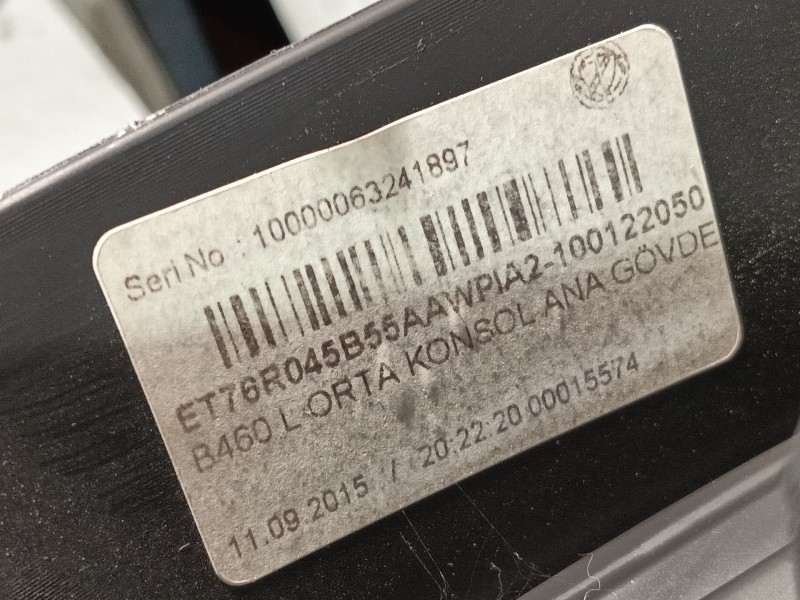 Seri No : 10000063241897
ET76R045B55AAWPIA2-100122050
B460 L ORTA KONSOL ANA GÖVDE
11.09.2015 / 20:22:20 00015574